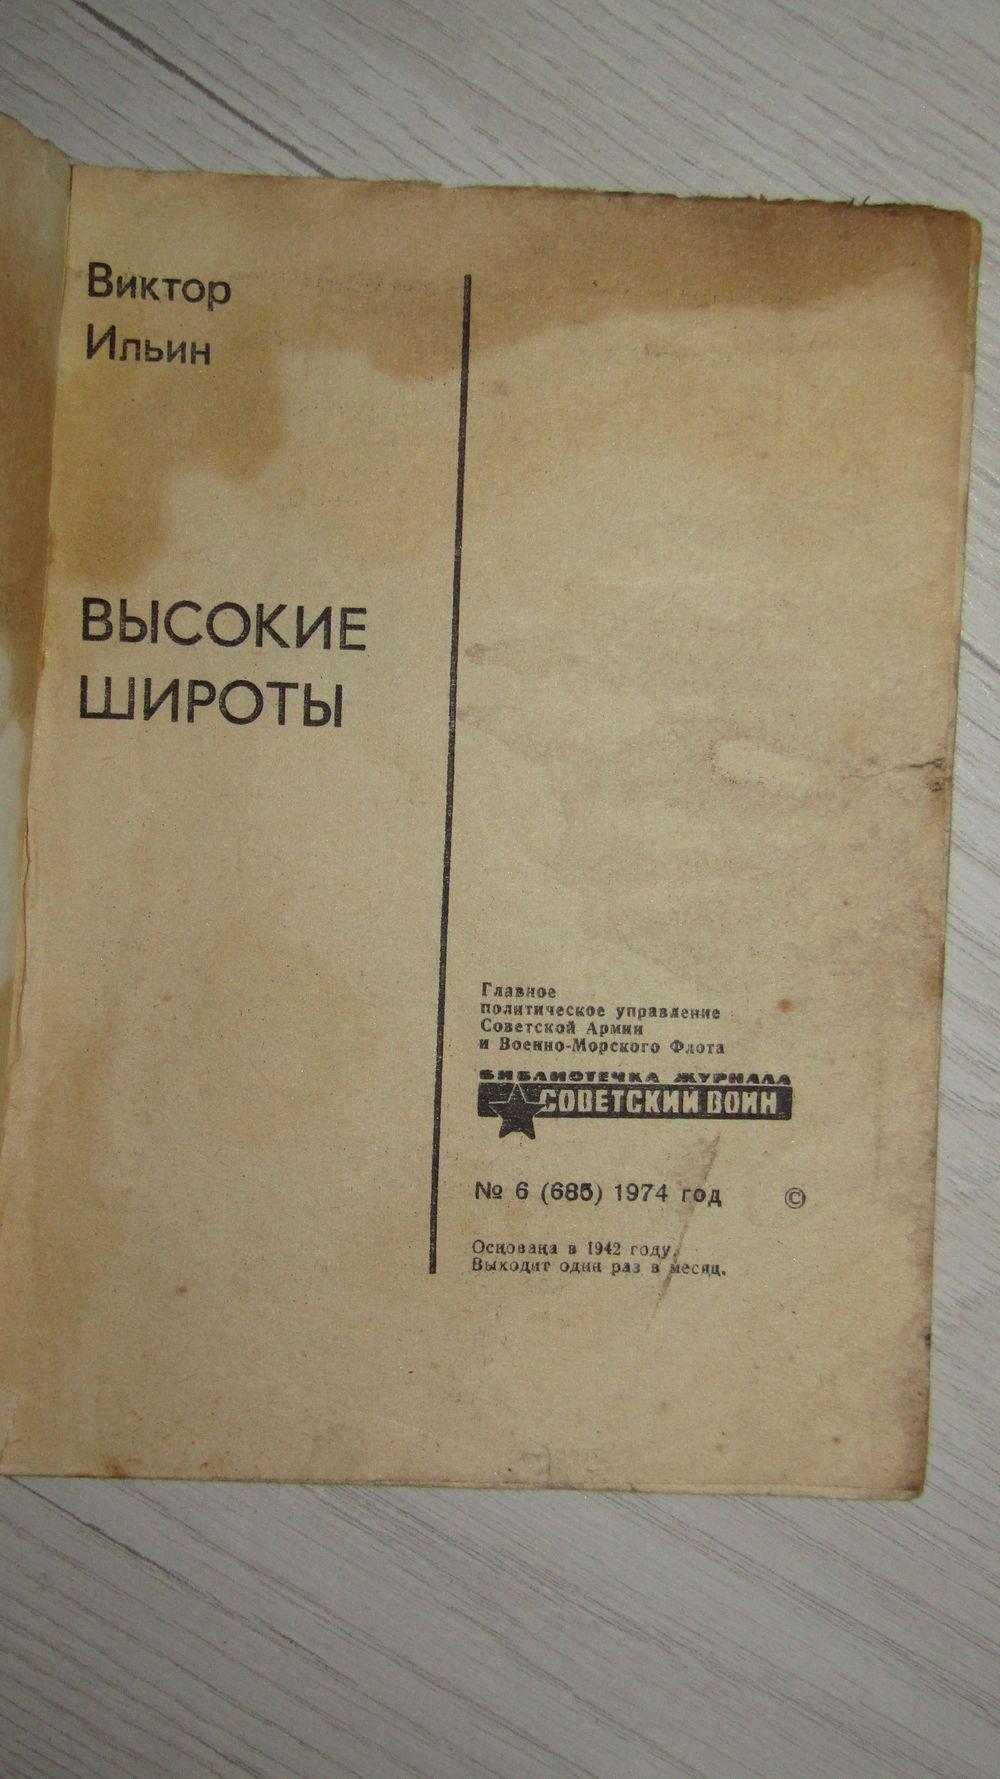 Виктор
Ильин
ВЫСОКИЕ
ШИРОТЫ
Главное
политическое управление
Советской Армии
и Военно-Морского Флота
БИБЛИОТЕЧКА ЖУРНАЛА
СОВЕТСКИЙ ВОИН
№ 6 (685) 1974 год ©
Основана в 1942 году.
Выходит один раз в месяц.